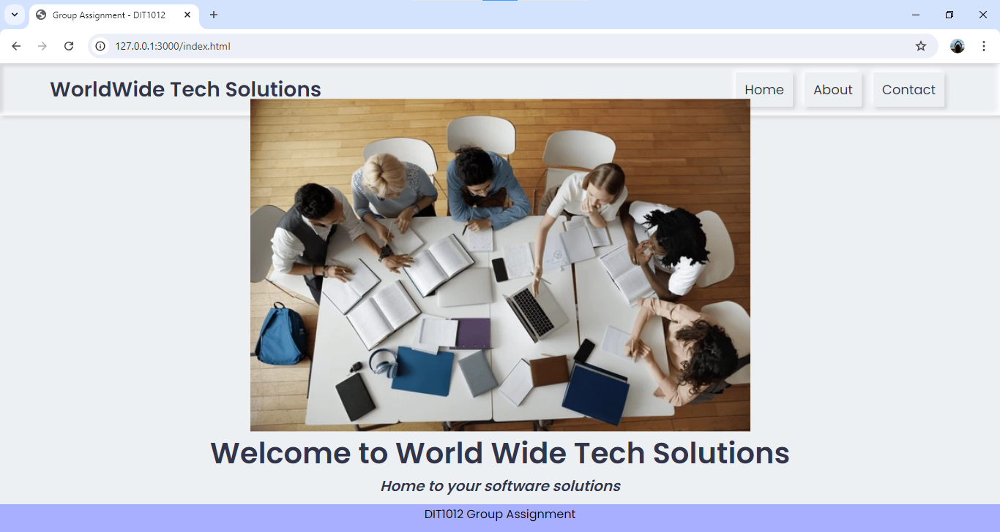 Group Assignment - DIT1012
127.0.0.1:3000/index.html
WorldWide Tech Solutions
Home About Contact
Welcome to World Wide Tech Solutions
Home to your software solutions
DIT1012 Group Assignment